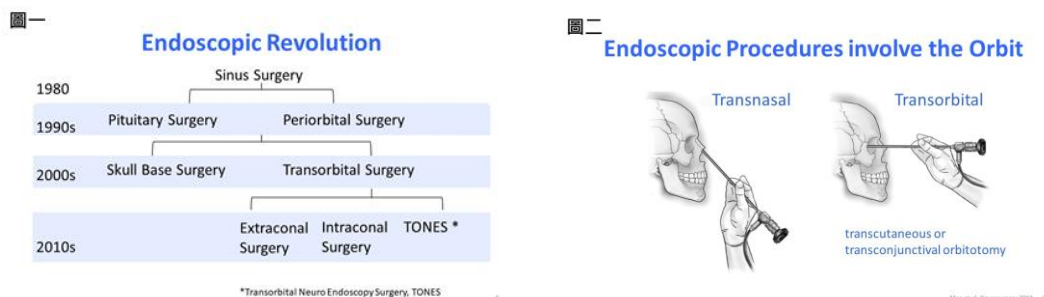 圖一
Endoscopic Revolution
Sinus Surgery
1980
1990s
Pituitary Surgery
Periorbital Surgery
2000s
Skull Base Surgery
Transorbital Surgery
2010s
Extraconal
Surgery
Intraconal
Surgery
TONES *
*Transorbital Neuro Endoscopy Surgery, TONES
圖二
Endoscopic Procedures involve the Orbit
Transnasal
Transorbital
transcutaneous or
transconjunctival orbitotomy